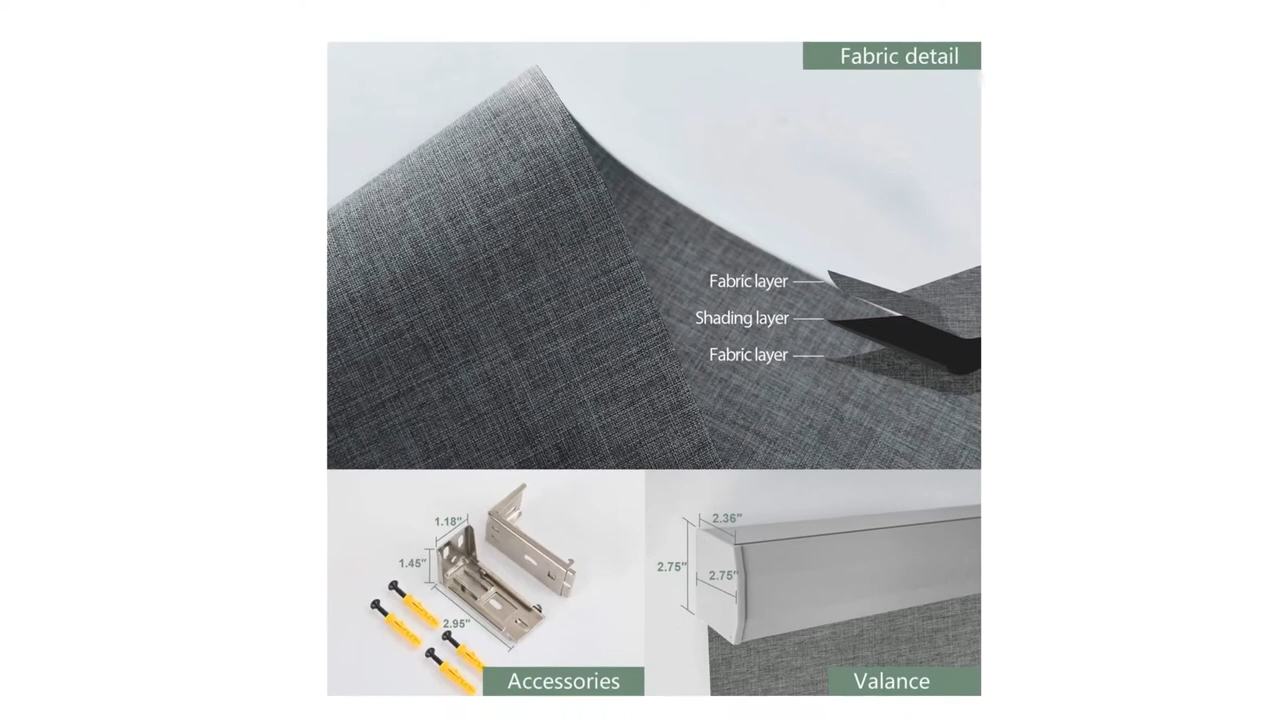 Fabric detail
Fabric layer
Shading layer
Fabric layer
1.18"
1.45"
2.95"
Accessories
2.36"
2.75"
2.75"
Valance